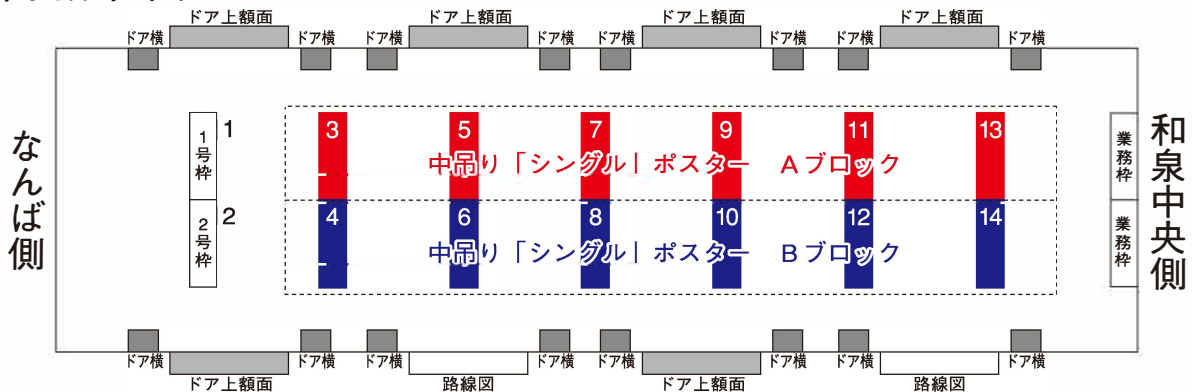 ドア上額面 ドア上額面 ドア上額面 ドア上額面
ドア横 ドア横 ドア横 ドア横 ドア横 ドア横 ドア横 ドア横
なんば側
1号枠 1
2号枠 2
3 5 7 9 11 13
中吊り「シングル」ポスター Aブロック
4 6 8 10 12 14
中吊り「シングル」ポスター Bブロック
業務枠
業務枠
和泉中央側
ドア横 ドア横 ドア横 ドア横 ドア横 ドア横 ドア横 ドア横
ドア上額面 路線図 ドア上額面 路線図